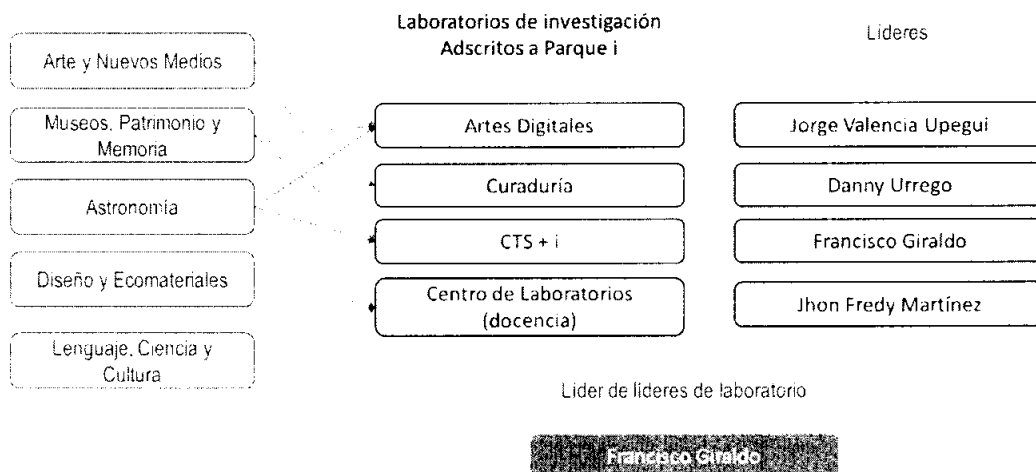 Laboratorios de investigación
Adscritos a Parque i
Lideres
Arte y Nuevos Medios
Museos, Patrimonio y
Memoria
Astronomía
Diseño y Ecomateriales
Lenguaje, Ciencia y
Cultura
Artes Digitales
Curaduría
CTS + i
Centro de Laboratorios
(docencia)
Jorge Valencia Upegui
Danny Urrego
Francisco Giraldo
Jhon Fredy Martínez
Lider de lideres de laboratorio
Francisco Giraldo